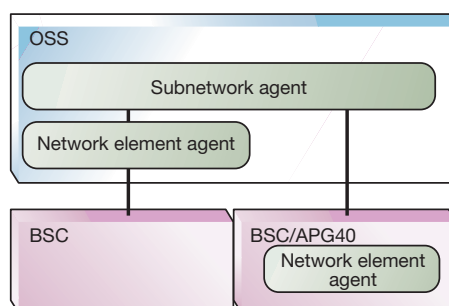 OSS
Subnetwork agent
Network element agent
BSC
BSC/APG40
Network element
agent